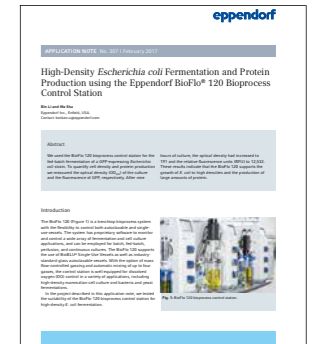 eppendorf
APPLICATION NOTE No. 387 | February 2017
High-Density Escherichia coli Fermentation and Protein
Production using the Eppendorf BioFlo® 120 Bioprocess
Control Station
Bin Li and Ma Sha
Eppendorf Inc., Enfield, USA
Abstract
We used the BioFlo 120 bioprocess control station for the
fed-batch fermentation of a GFP-expressing Escherichia
coli strain. To quantify cell density and protein production
we measured the optical density (OD600) of the culture
and the fluorescence of GFP, respectively. After nine
hours of culture, the optical density had increased to
and the relative fluorescence units (RFU) to
These results indicate that the BioFlo 120 supports the
growth of E. coli to high densities and the production of
large amounts of protein.
Introduction
The BioFlo 120 (Figure 1) is a benchtop bioprocess system
with the flexibility to control both autoclavable and single-
use vessels. The system has proprietary software to monitor
and control a wide array of fermentation and cell culture
applications, and can be employed for batch, fed-batch,
perfusion, and continuous cultures. The BioFlo 120 supports
the use of BioBLU® Single-Use Vessels as well as industry-
standard glass autoclavable vessels. With the option of mass
flow-controlled gassing and automatic mixing of up to four
gasses, the control station is well equipped for dissolved
oxygen (DO) control in a variety of applications, including
high-density mammalian cell culture and bacteria and yeast
fermentations.
In the project described in this application note, we tested
the suitability of the BioFlo 120 bioprocess control station for
high-density E. coli fermentation.
Fig. 1: BioFlo 120 bioprocess control station